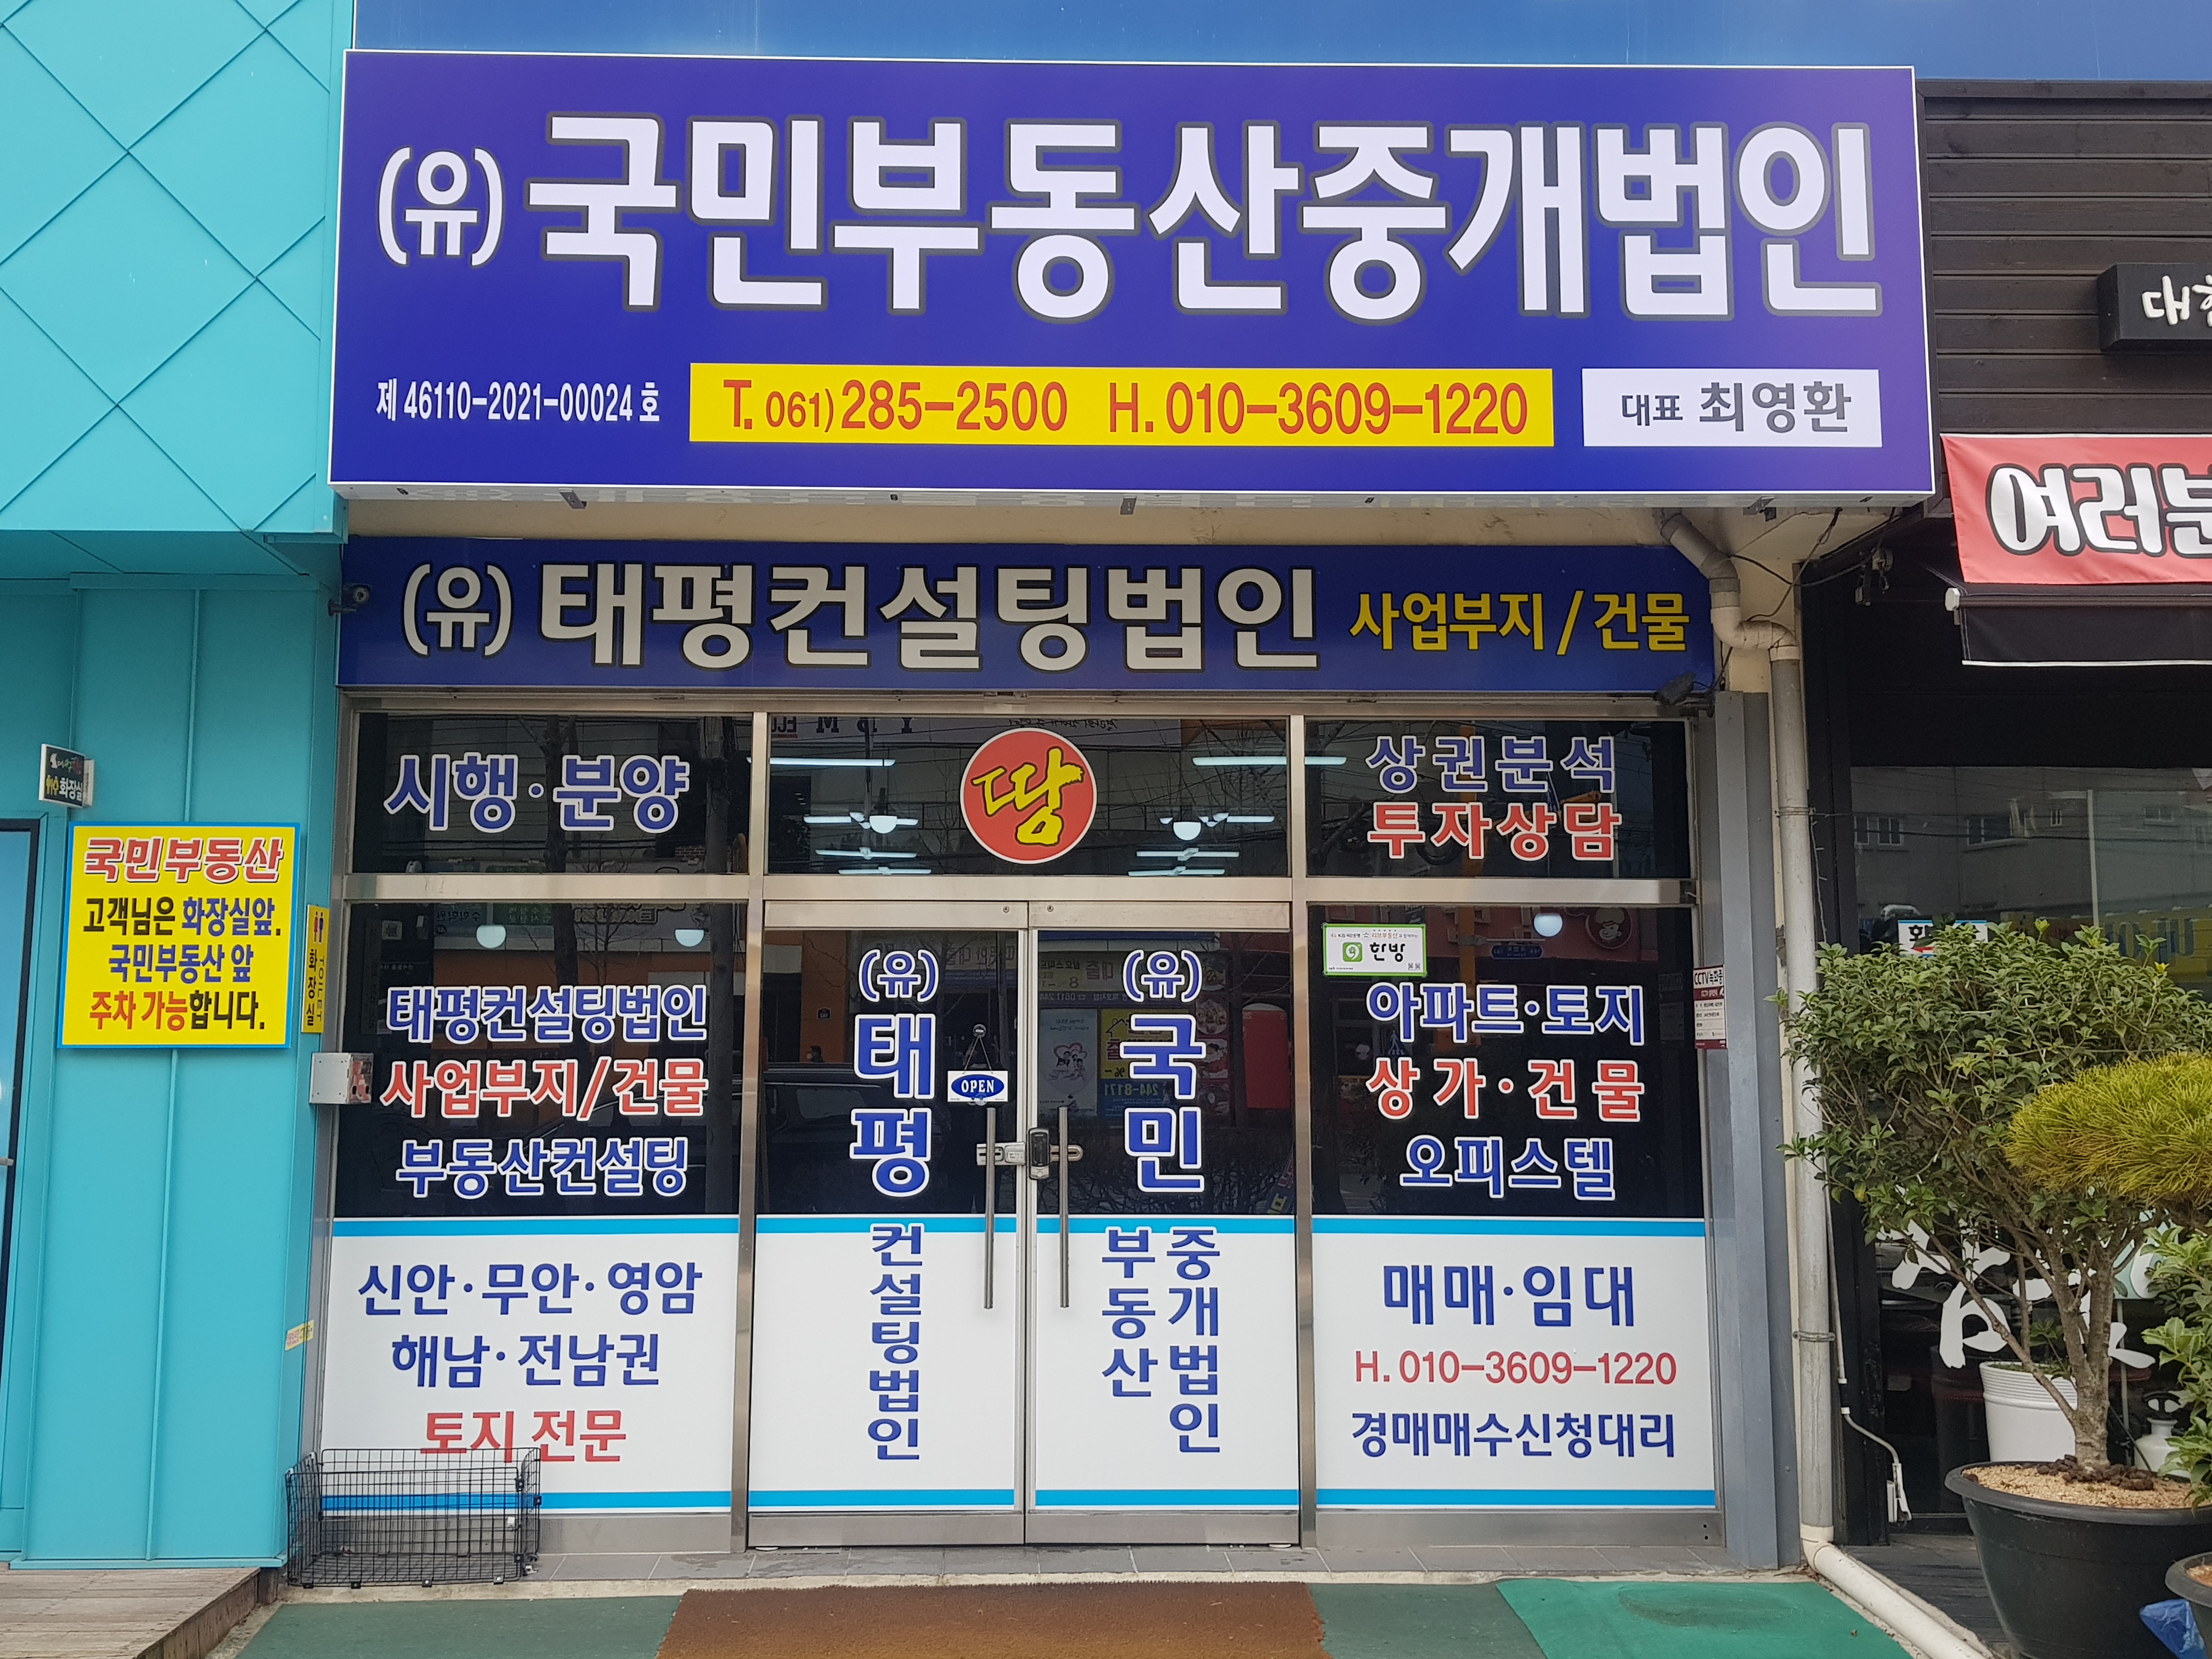 (유)국민부동산중개법인
제 46110-2021-00024 호
T. 061) 285-2500 H. 010-3609-1220
대표 최영환
(유)태평컨설팅법인 사업부지/건물
시행·분양
땅
상권분석
투자상담
국민부동산
고객님은 화장실앞.
국민부동산 앞
주차 가능합니다.
화장실
TOILET
화장실
태평컨설팅법인
사업부지/건물
부동산컨설팅
신안·무안·영암
해남·전남권
토지 전문
(유)태평
컨설팅법인
OPEN
(유)국민
부동산
중개법인
한방
아파트·토지
상가·건물
오피스텔
매매·임대
H. 010-3609-1220
경매매수신청대리
여러분
CCTV